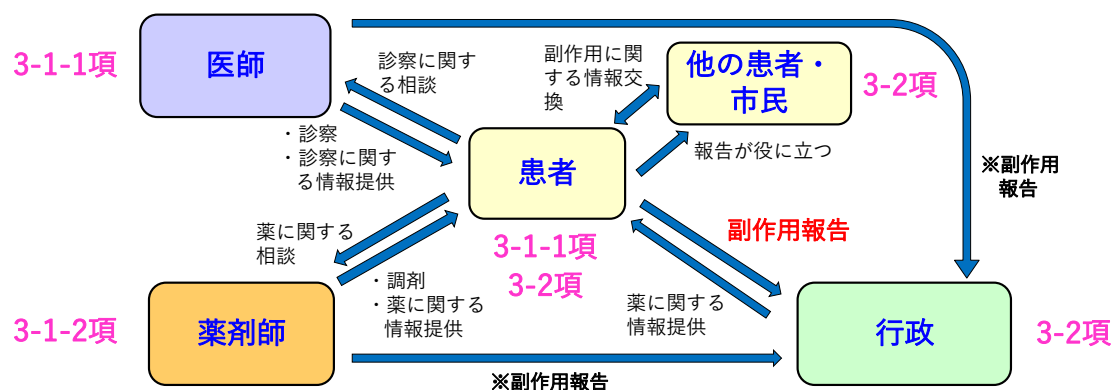 3-1-1項
医師
診察に関す
る相談
副作用に関
する情報交
換
他の患者・
市民
3-2項
・診察
・診察に関す
る情報提供
患者
報告が役に立つ
※副作用
報告
薬に関する
相談
3-1-1項
3-2項
副作用報告
・調剤
・薬に関する
情報提供
薬に関する
情報提供
3-1-2項
薬剤師
行政
3-2項
※副作用報告